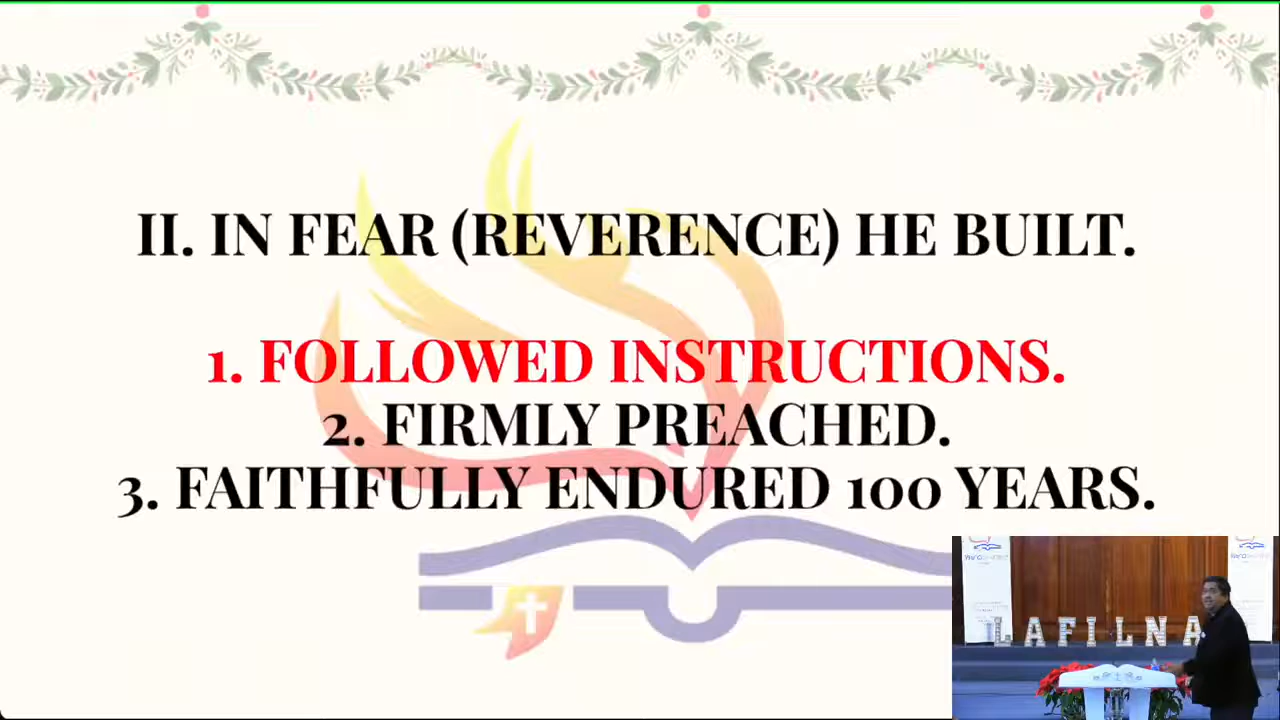 II. IN FEAR (REVERENCE) HE BUILT.
1. FOLLOWED INSTRUCTIONS.
2. FIRMLY PREACHED.
3. FAITHFULLY ENDURED 100 YEARS.
LAFILNA